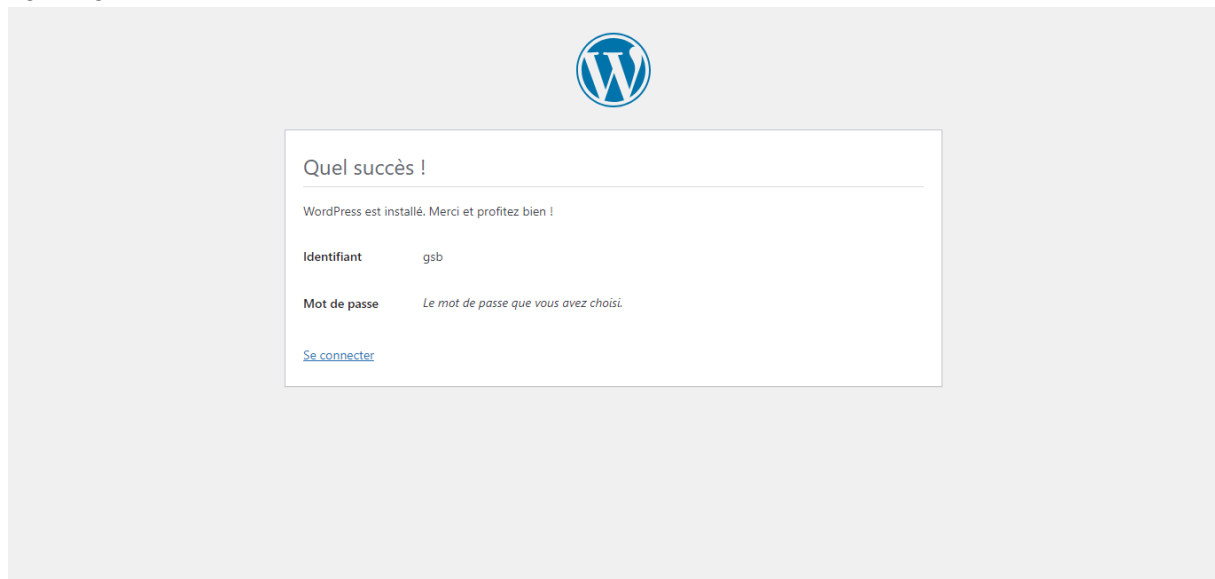 Quel succès !
WordPress est installé. Merci et profitez bien !
Identifiant gsb
Mot de passe Le mot de passe que vous avez choisi.
Se connecter